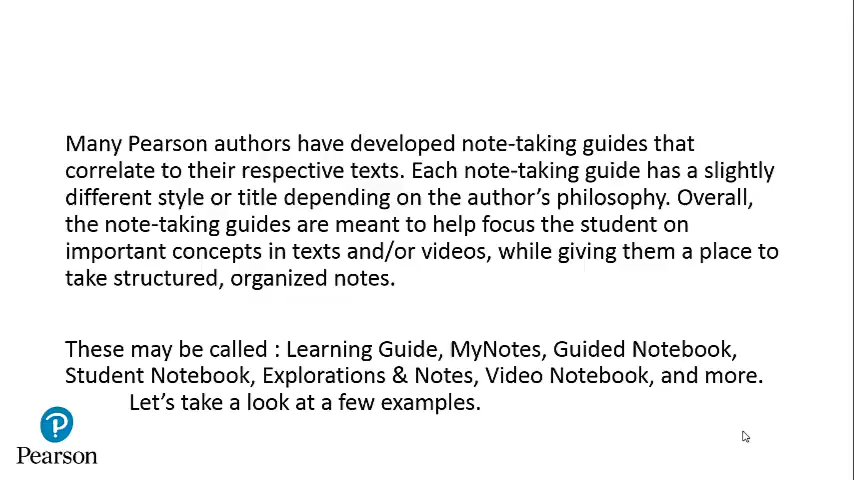 Many Pearson authors have developed note-taking guides that
correlate to their respective texts. Each note-taking guide has a slightly
different style or title depending on the author’s philosophy. Overall,
the note-taking guides are meant to help focus the student on
important concepts in texts and/or videos, while giving them a place to
take structured, organized notes.
These may be called : Learning Guide, MyNotes, Guided Notebook,
Student Notebook, Explorations & Notes, Video Notebook, and more.
Let’s take a look at a few examples.
P
Pearson